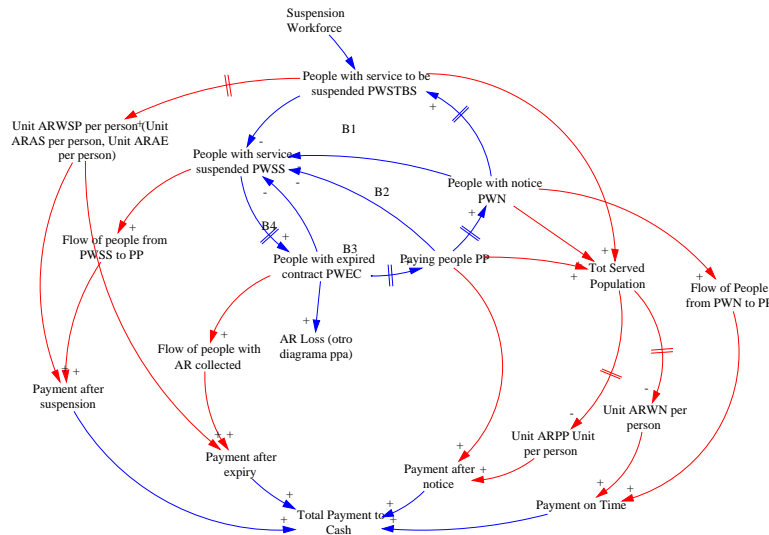 Suspension
Workforce
People with service to be
suspended PWSTBS
Unit ARWSP per person (Unit
ARAS per person, Unit ARAE
per person)
B1
People with service
suspended PWSS
B2
People with notice
PWN
B4
Flow of people from
PWSS to PP
B3
People with expired
contract PWEC
Paying people PP
Tot Served
Population
Flow of People
from PWN to PP
AR Loss (otro
diagrama ppa)
Flow of people with
AR collected
Payment after
suspension
Unit ARWN per
person
Unit ARPP Unit
per person
Payment after
expiry
Payment after
notice
Payment on Time
Total Payment to
Cash